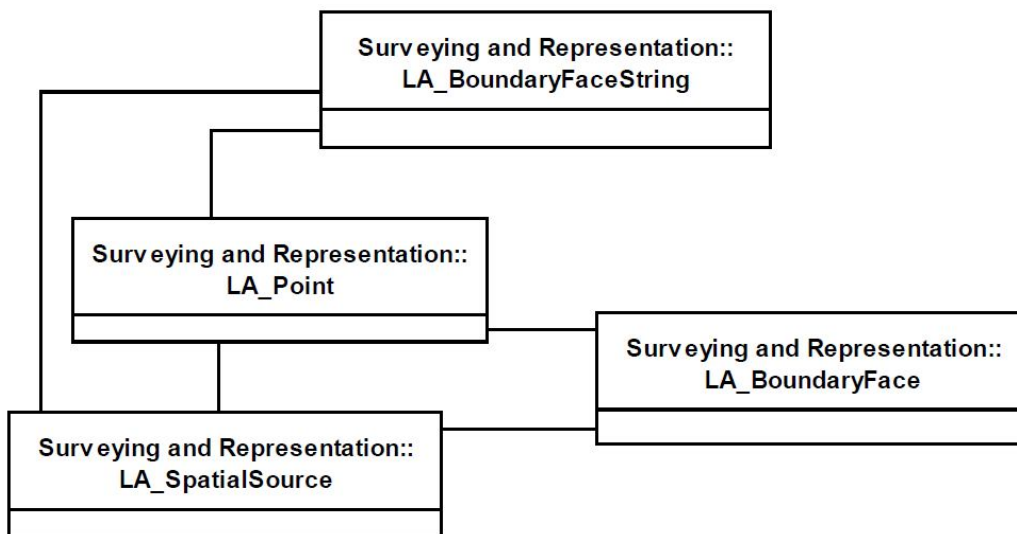 Surveying and Representation::
LA_BoundaryFaceString
Surveying and Representation::
LA_Point
Surveying and Representation::
LA_BoundaryFace
Surveying and Representation::
LA_SpatialSource